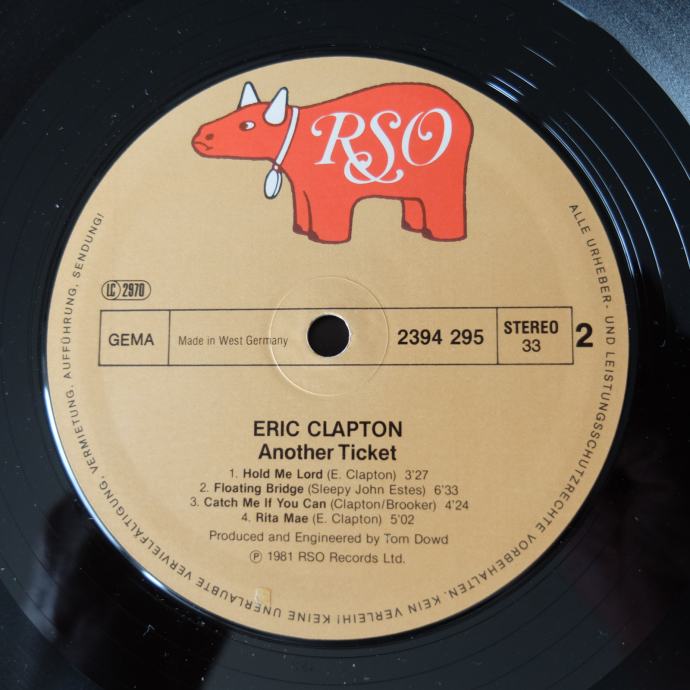 RSO
LC 2970
GEMA
Made in West Germany
2394 295
STEREO
33
2
ERIC CLAPTON
Another Ticket
1. Hold Me Lord (E. Clapton) 3'27
2. Floating Bridge (Sleepy John Estes) 6'33
3. Catch Me If You Can (Clapton/Brooker) 4'24
4. Rita Mae (E. Clapton) 5'02
Produced and Engineered by Tom Dowd
℗ 1981 RSO Records Ltd.
ALLE URHEBER- UND LEISTUNGSSCHUTZRECHTE VORBEHALTEN. KEIN VERLEIH! KEINE UNERLAUBTE VERVIELFÄLTIGUNG, VERMIETUNG, AUFFÜHRUNG, SENDUNG!